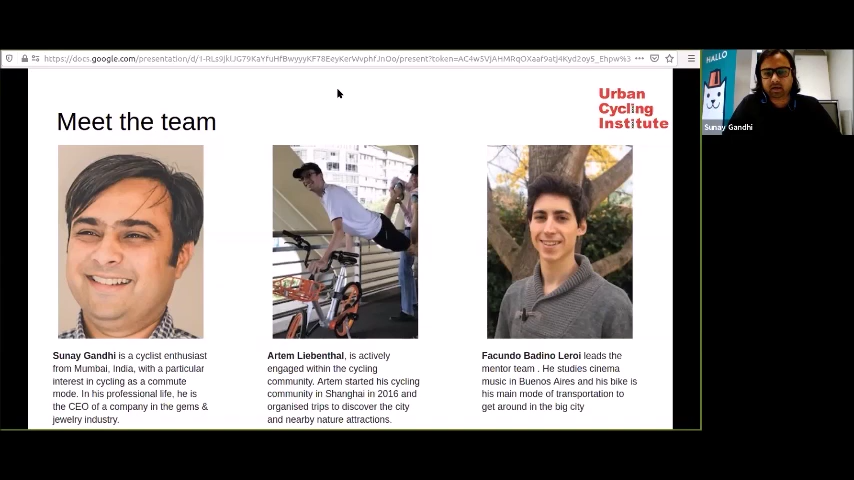 HALLO
Sunay Gandhi
Urban
Cycling
Institute
Meet the team
Sunay Gandhi is a cyclist enthusiast
from Mumbai, India, with a particular
interest in cycling as a commute
mode. In his professional life, he is
the CEO of a company in the gems &
jewelry industry.
Artem Liebenthal, is actively
engaged within the cycling
community. Artem started his cycling
community in Shanghai in 2016 and
organised trips to discover the city
and nearby nature attractions.
Facundo Badino Leroi leads the
mentor team . He studies cinema
music in Buenos Aires and his bike is
his main mode of transportation to
get around in the big city